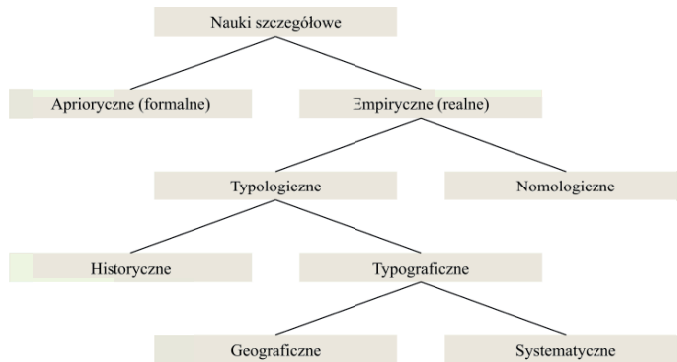 Nauki szczegółowe
Aprioryczne (formalne)
Empiryczne (realne)
Typologiczne
Nomologiczne
Historyczne
Typograficzne
Geograficzne
Systematyczne